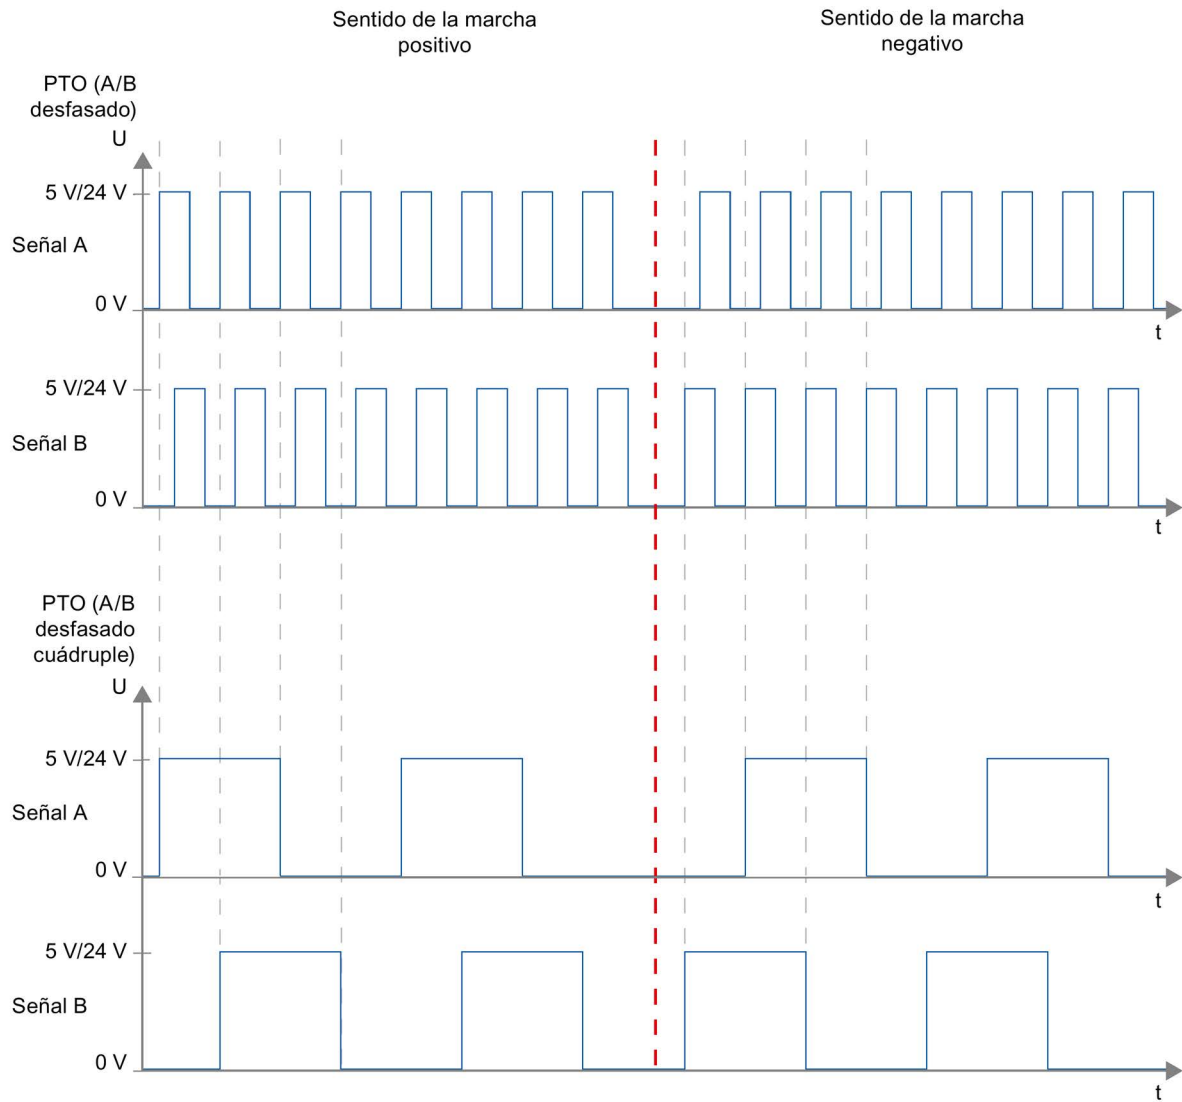 Sentido de la marcha
positivo
Sentido de la marcha
negativo
PTO (A/B
desfasado)
U
5 V/24 V
Señal A
0 V
t
5 V/24 V
Señal B
0 V
t
PTO (A/B
desfasado
cuádruple)
U
5 V/24 V
Señal A
0 V
t
5 V/24 V
Señal B
0 V
t